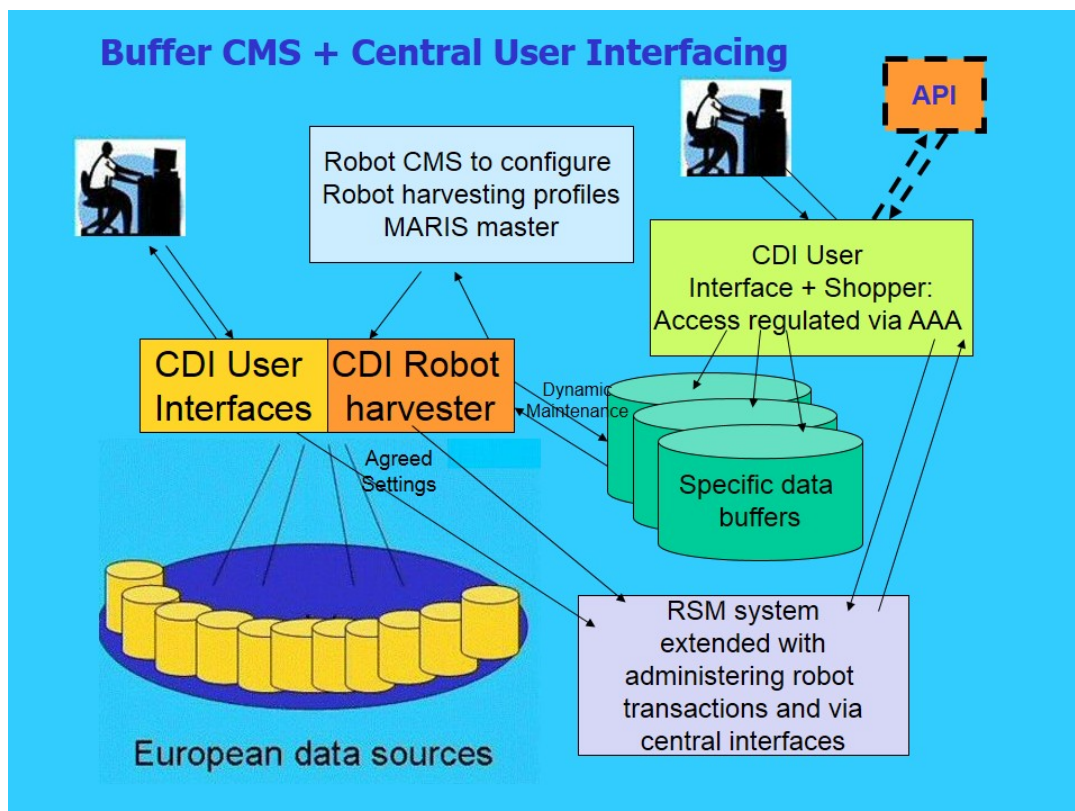 Buffer CMS + Central User Interfacing
API
Robot CMS to configure
Robot harvesting profiles
MARIS master
CDI User
Interface + Shopper:
Access regulated via AAA
CDI User
Interfaces
CDI Robot
harvester
Dynamic
Maintenance
Agreed
Settings
Specific data
buffers
RSM system
extended with
administering robot
transactions and via
central interfaces
European data sources